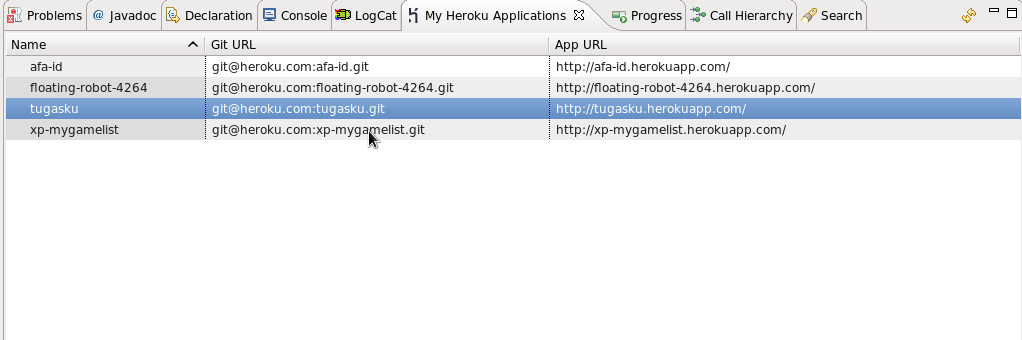 Problems Javadoc Declaration Console LogCat My Heroku Applications Progress Call Hierarchy Search
Name Git URL App URL
afa-id git@heroku.com:afa-id.git http://afa-id.herokuapp.com/
floating-robot-4264 git@heroku.com:floating-robot-4264.git http://floating-robot-4264.herokuapp.com/
tugasku git@heroku.com:tugasku.git http://tugasku.herokuapp.com/
xp-mygamelist git@heroku.com:xp-mygamelist.git http://xp-mygamelist.herokuapp.com/